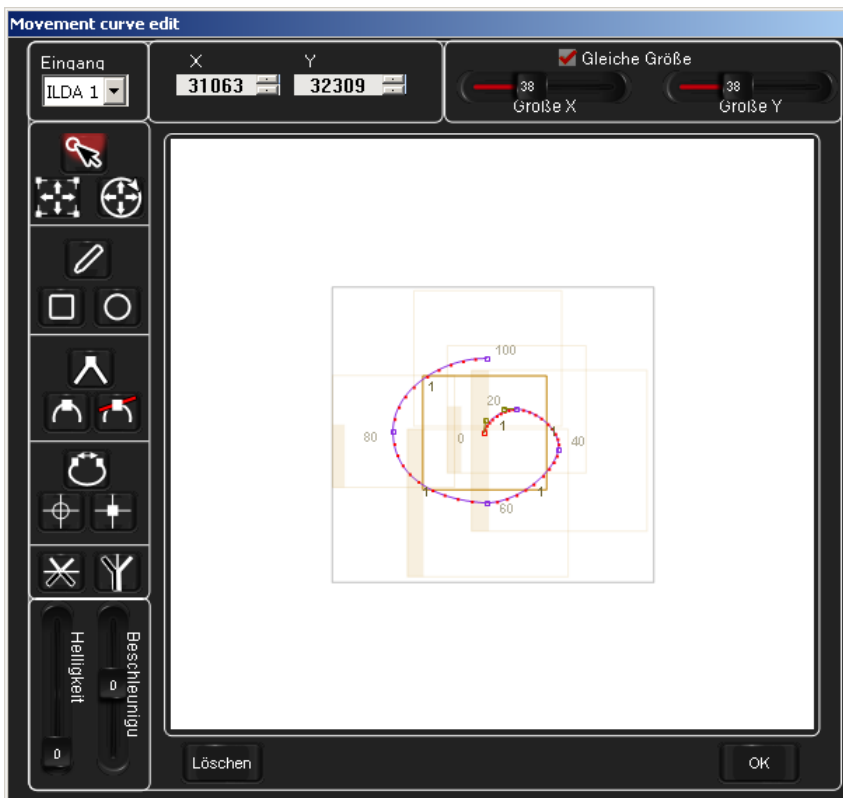 Movement curve edit
Eingang
ILDA 1
X
31063
Y
32309
Gleiche Größe
38
Größe X
38
Größe Y
100
1
20
1
1
80
0
40
1
1
60
Helligkeit
0
Beschleunigu
0
Löschen
OK